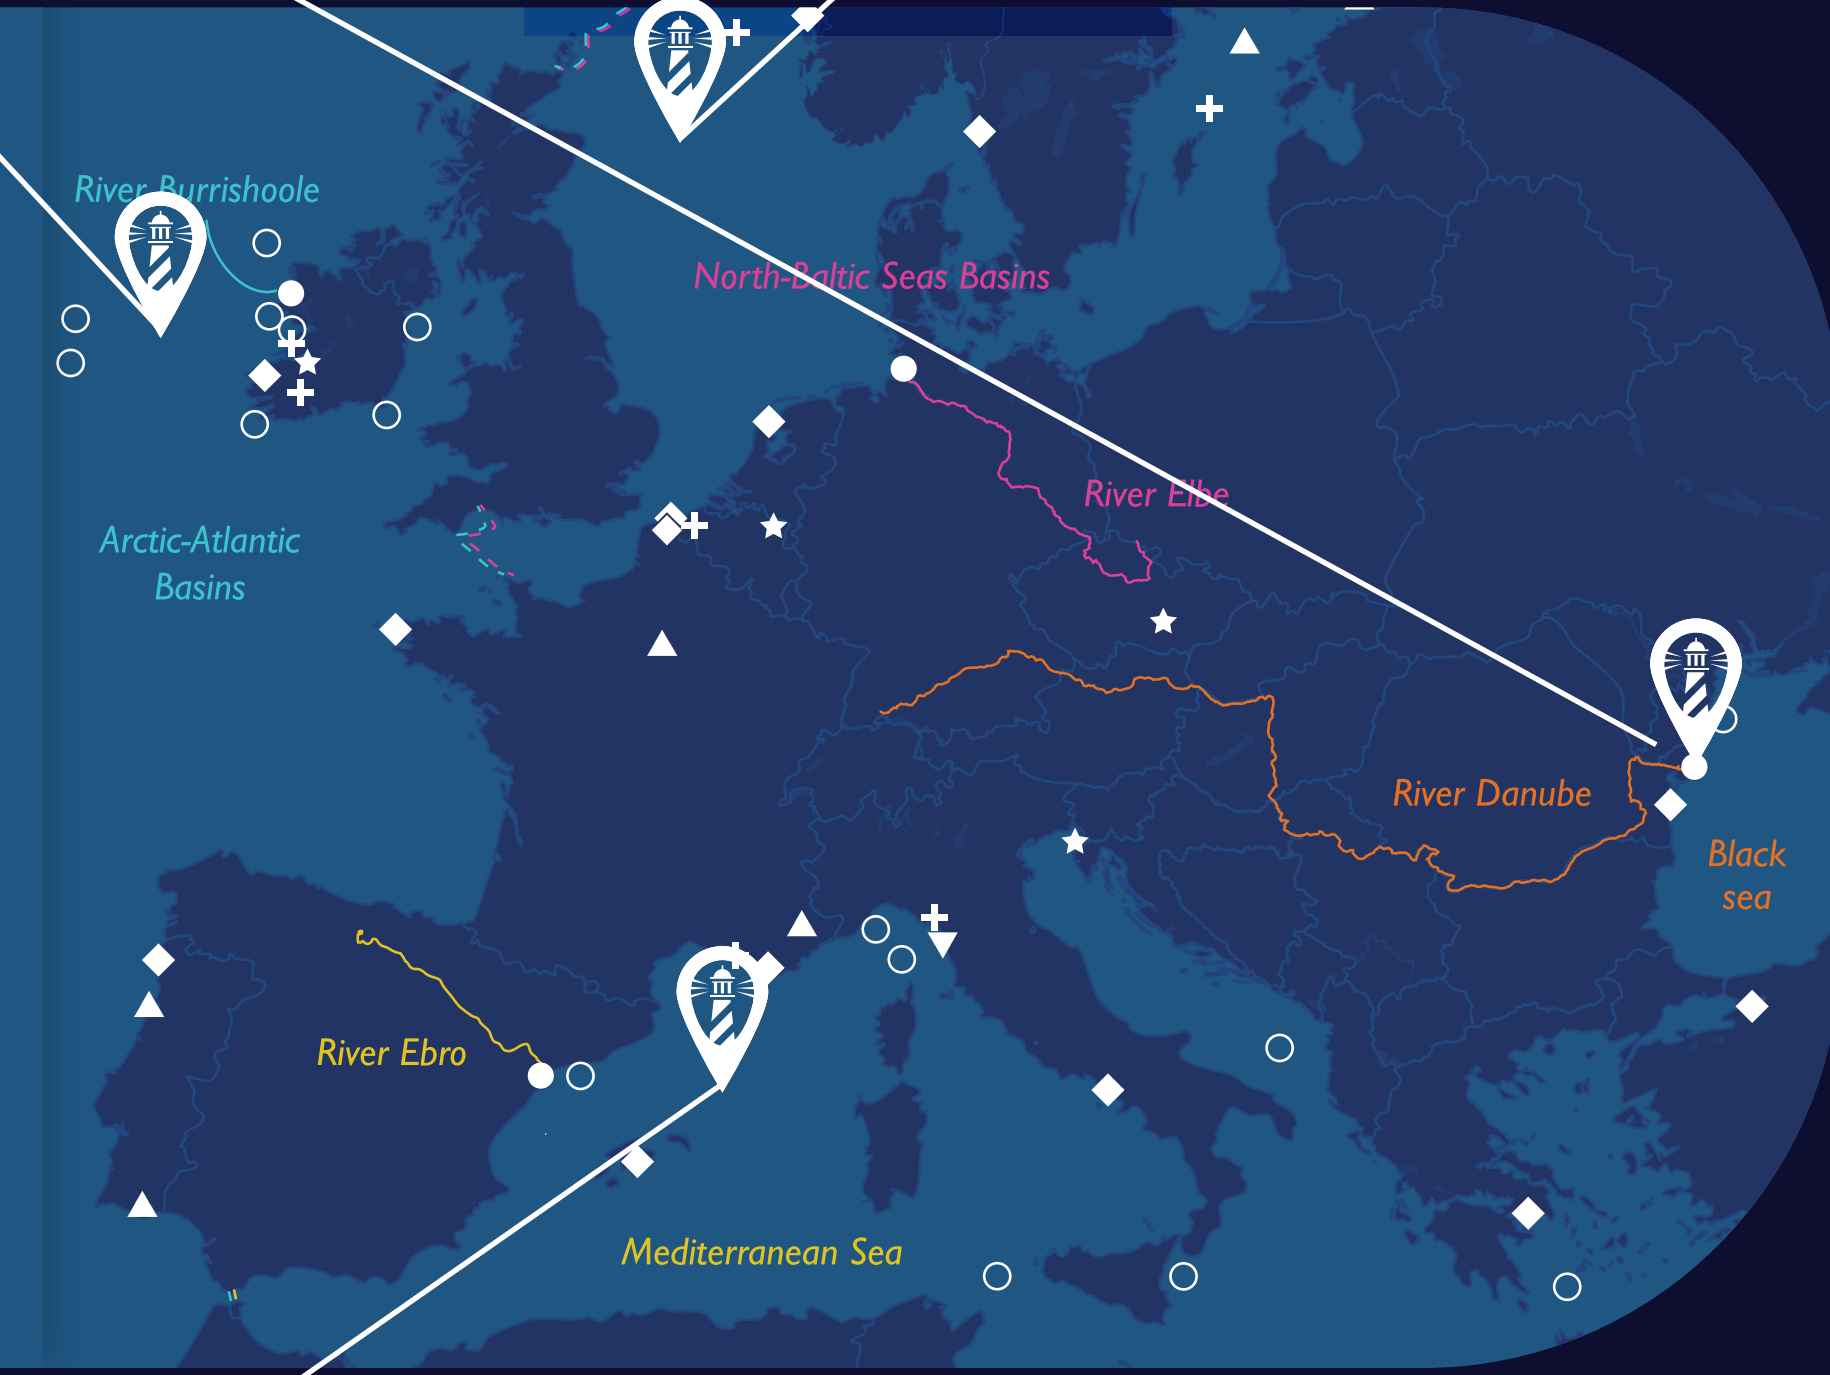 River Burrishoole
North-Baltic Seas Basins
River Elbe
Arctic-Atlantic
Basins
River Danube
Black
sea
River Ebro
Mediterranean Sea